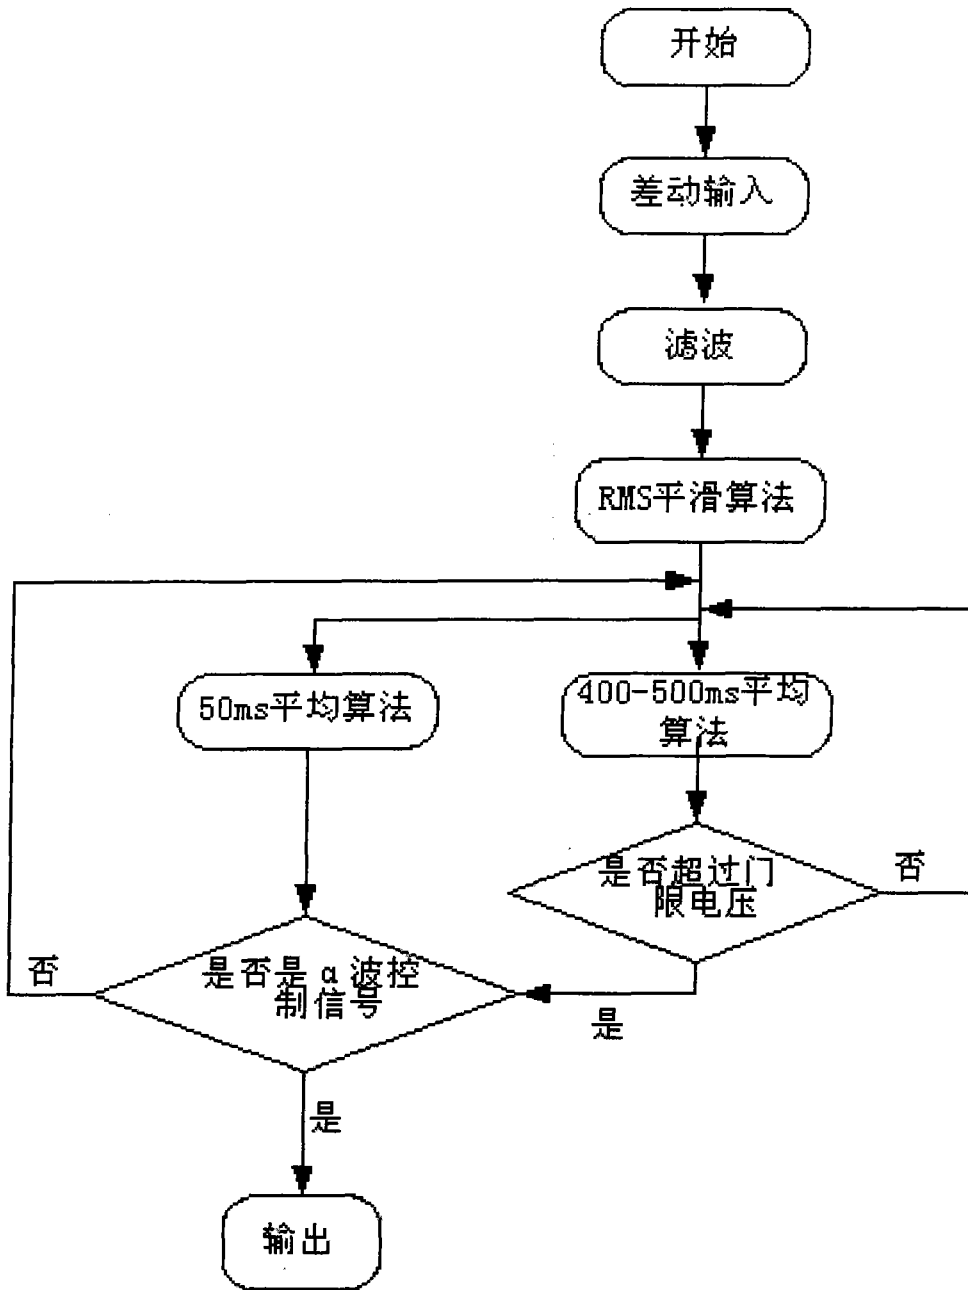 开始
差动输入
滤波
RMS平滑算法
50ms平均算法
400-500ms平均
算法
是否超过门
限电压
否
是否是α波控
制信号
否
是
是
输出